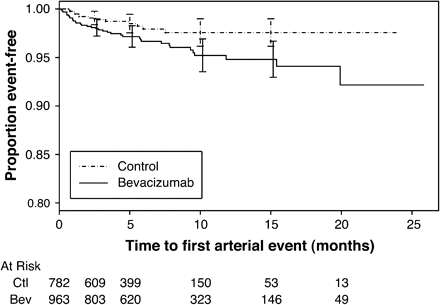 Proportion event-free
1.00
0.95
0.90
0.85
0.80
Control
Bevacizumab
0 5 10 15 20 25
Time to first arterial event (months)
At Risk
Ctl 782 609 399 150 53 13
Bev 963 803 620 323 146 49